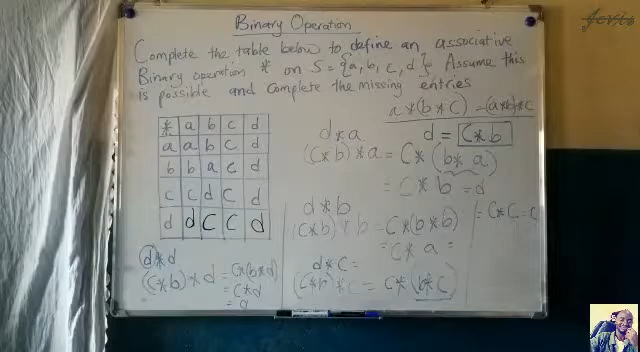 Jovis
Binary Operation
Complete the table below to define an associative
Binary operation * on S = {a, b, c, d}. Assume this
is possible and complete the missing entries
a*(b*c) = (a*b)*c
* a b c d
a a b c d
b b a c d
c c d c d
d d c c d
d*a
(c*b)*a = c*(b*a)
= c*b = d
d = c*b
d*b
(c*b)*b = c*(b*b)
= c*a =
= c*c = c
d*c =
(c*b)*c = c*(b*c)
d*d
(c*b)*d = c*(b*d)
= c*d
= d